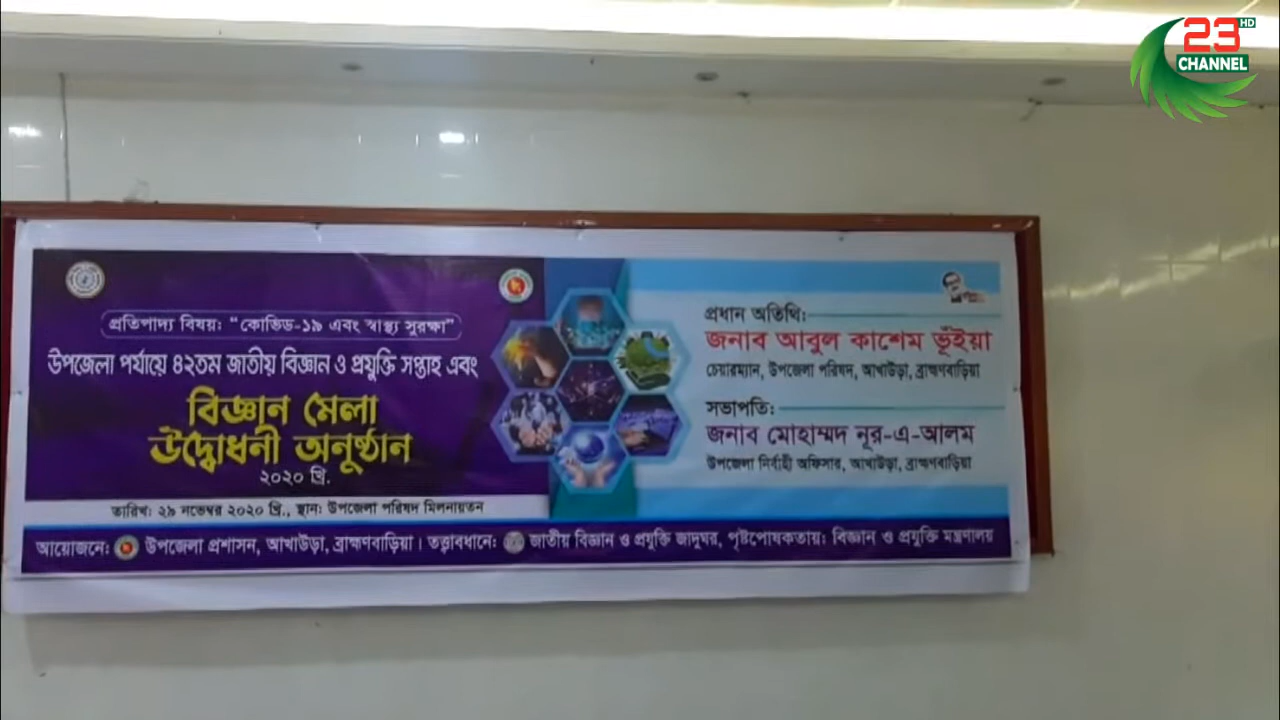 23 HD
CHANNEL
প্রতিপাদ্য বিষয়: "কোভিড-১৯ এবং স্বাস্থ্য সুরক্ষা"
উপজেলা পর্যায়ে ৪২তম জাতীয় বিজ্ঞান ও প্রযুক্তি সপ্তাহ এবং
বিজ্ঞান মেলা
উদ্বোধনী অনুষ্ঠান
২০২০ খ্রি.
তারিখ: ২৯ নভেম্বর ২০২০ খ্রি., স্থান: উপজেলা পরিষদ মিলনায়তন
প্রধান অতিথি:
জনাব আবুল কাশেম ভূঁইয়া
চেয়ারম্যান, উপজেলা পরিষদ, আখাউড়া, ব্রাহ্মণবাড়িয়া
সভাপতি:
জনাব মোহাম্মদ নূর-এ-আলম
উপজেলা নির্বাহী অফিসার, আখাউড়া, ব্রাহ্মণবাড়িয়া
আয়োজনে: উপজেলা প্রশাসন, আখাউড়া, ব্রাহ্মণবাড়িয়া। তত্ত্বাবধানে: জাতীয় বিজ্ঞান ও প্রযুক্তি জাদুঘর, পৃষ্টপোষকতায়: বিজ্ঞান ও প্রযুক্তি মন্ত্রণালয়